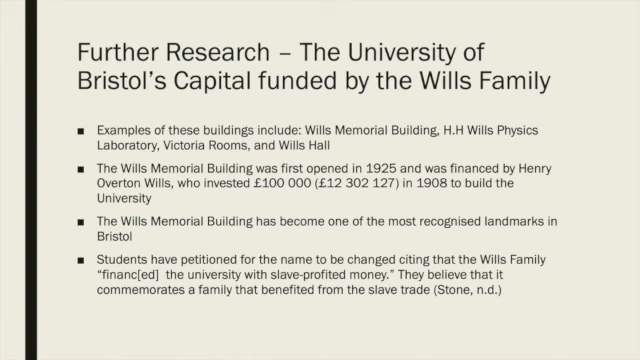 Further Research – The University of
Bristol's Capital funded by the Wills Family
■ Examples of these buildings include: Wills Memorial Building, H.H Wills Physics
Laboratory, Victoria Rooms, and Wills Hall
■ The Wills Memorial Building was first opened in 1925 and was financed by Henry
Overton Wills, who invested £100 000 (£12 302 127) in 1908 to build the
University
■ The Wills Memorial Building has become one of the most recognised landmarks in
Bristol
■ Students have petitioned for the name to be changed citing that the Wills Family
“financ[ed]  the university with slave-profited money.” They believe that it
commemorates a family that benefited from the slave trade (Stone, n.d.)